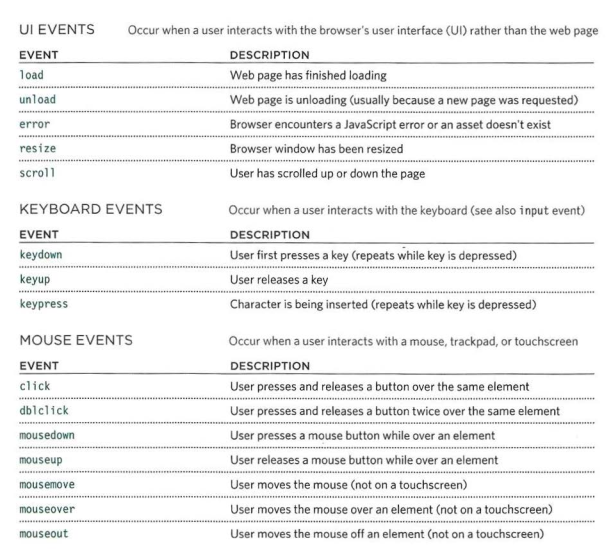 UI EVENTS Occur when a user interacts with the browser's user interface (UI) rather than the web page
EVENT DESCRIPTION
load Web page has finished loading
unload Web page is unloading (usually because a new page was requested)
error Browser encounters a JavaScript error or an asset doesn't exist
resize Browser window has been resized
scroll User has scrolled up or down the page
KEYBOARD EVENTS Occur when a user interacts with the keyboard (see also input event)
EVENT DESCRIPTION
keydown User first presses a key (repeats while key is depressed)
keyup User releases a key
keypress Character is being inserted (repeats while key is depressed)
MOUSE EVENTS Occur when a user interacts with a mouse, trackpad, or touchscreen
EVENT DESCRIPTION
click User presses and releases a button over the same element
dblclick User presses and releases a button twice over the same element
mousedown User presses a mouse button while over an element
mouseup User releases a mouse button while over an element
mousemove User moves the mouse (not on a touchscreen)
mouseover User moves the mouse over an element (not on a touchscreen)
mouseout User moves the mouse off an element (not on a touchscreen)